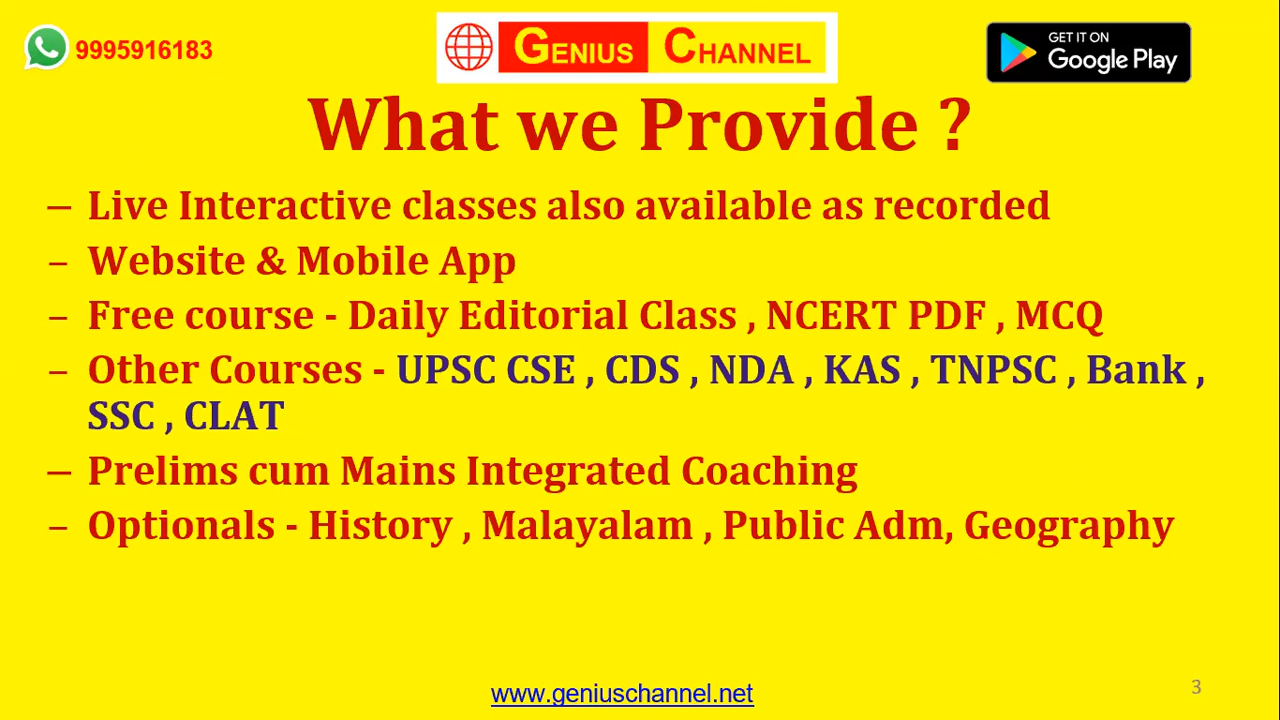 9995916183
GENIUS CHANNEL
GET IT ON
Google Play
What we Provide ?
– Live Interactive classes also available as recorded
– Website & Mobile App
– Free course - Daily Editorial Class , NCERT PDF , MCQ
– Other Courses - UPSC CSE , CDS , NDA , KAS , TNPSC , Bank ,
SSC , CLAT
– Prelims cum Mains Integrated Coaching
– Optionals - History , Malayalam , Public Adm, Geography
www.geniuschannel.net
3